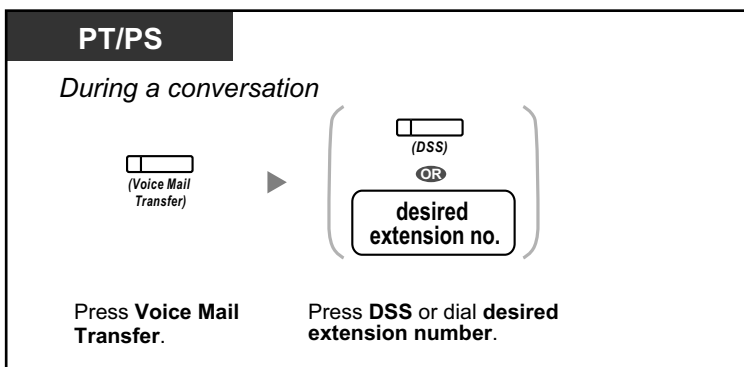 PT/PS
During a conversation
(Voice Mail
Transfer)
(DSS)
OR
desired
extension no.
Press Voice Mail
Transfer.
Press DSS or dial desired
extension number.